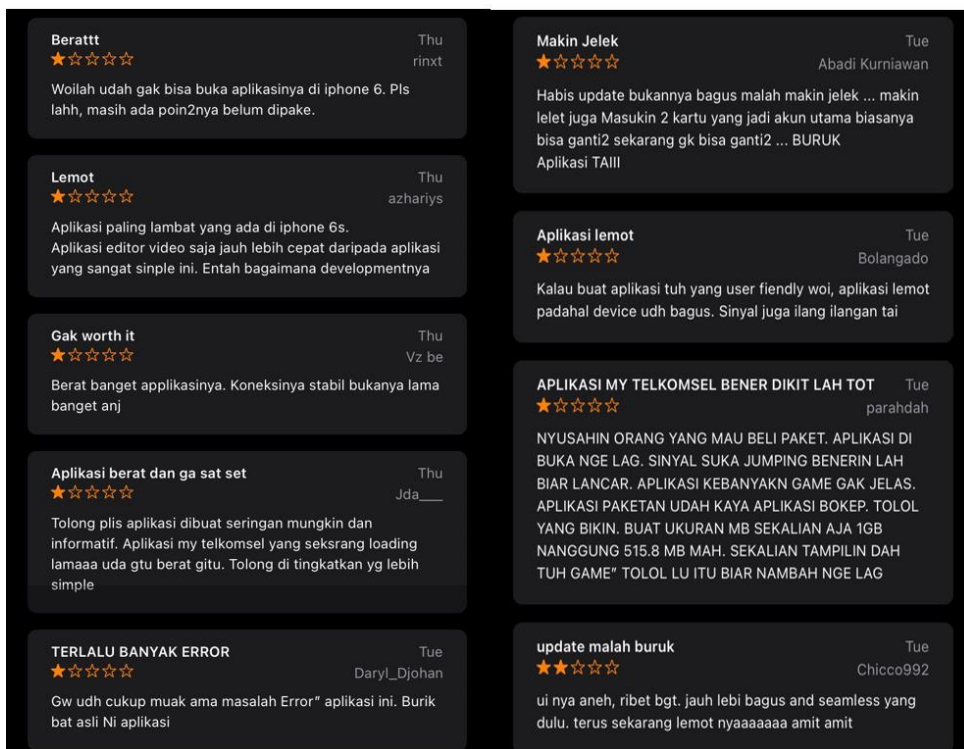 Berattt
Thu
rinxt
Woilah udah gak bisa buka aplikasinya di iphone 6. Pls
lahh, masih ada poin2nya belum dipake.
Lemot
Thu
azhariys
Aplikasi paling lambat yang ada di iphone 6s.
Aplikasi editor video saja jauh lebih cepat daripada aplikasi
yang sangat sinple ini. Entah bagaimana developmentnya
Gak worth it
Thu
Vz be
Berat banget applikasinya. Koneksinya stabil bukanya lama
banget anj
Aplikasi berat dan ga sat set
Thu
Jda___
Tolong plis aplikasi dibuat seringan mungkin dan
informatif. Aplikasi my telkomsel yang seksrang loading
lamaaa uda gtu berat gitu. Tolong di tingkatkan yg lebih
simple
TERLALU BANYAK ERROR
Tue
Daryl_Djohan
Gw udh cukup muak ama masalah Error” aplikasi ini. Burik
bat asli Ni aplikasi
Makin Jelek
Tue
Abadi Kurniawan
Habis update bukannya bagus malah makin jelek ... makin
lelet juga Masukin 2 kartu yang jadi akun utama biasanya
bisa ganti2 sekarang gk bisa ganti2 ... BURUK
Aplikasi TAIII
Aplikasi lemot
Tue
Bolangado
Kalau buat aplikasi tuh yang user fiendly woi, aplikasi lemot
padahal device udh bagus. Sinyal juga ilang ilangan tai
APLIKASI MY TELKOMSEL BENER DIKIT LAH TOT
Tue
parahdah
NYUSAHIN ORANG YANG MAU BELI PAKET. APLIKASI DI
BUKA NGE LAG. SINYAL SUKA JUMPING BENERIN LAH
BIAR LANCAR. APLIKASI KEBANYAKN GAME GAK JELAS.
APLIKASI PAKETAN UDAH KAYA APLIKASI BOKEP. TOLOL
YANG BIKIN. BUAT UKURAN MB SEKALIAN AJA 1GB
NANGGUNG 515.8 MB MAH. SEKALIAN TAMPILIN DAH
TUH GAME” TOLOL LU ITU BIAR NAMBAH NGE LAG
update malah buruk
Tue
Chicco992
ui nya aneh, ribet bgt. jauh lebi bagus and seamless yang
dulu. terus sekarang lemot nyaaaaaaa amit amit